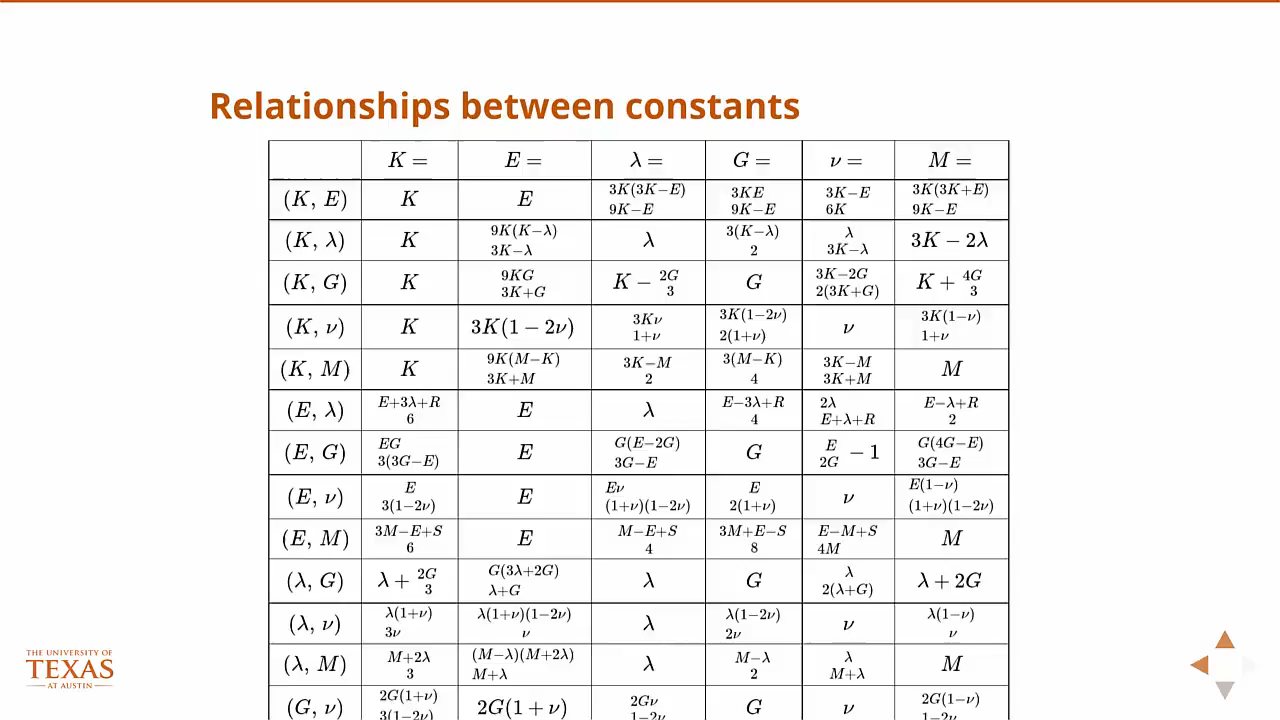 Relationships between constants
K = E = λ = G = ν = M =
(K, E) K E 3K(3K−E)/9K−E 3KE/9K−E 3K−E/6K 3K(3K+E)/9K−E
(K, λ) K 9K(K−λ)/3K−λ λ 3(K−λ)/2 λ/3K−λ 3K − 2λ
(K, G) K 9KG/3K+G K − 2G/3 G 3K−2G/2(3K+G) K + 4G/3
(K, ν) K 3K(1 − 2ν) 3Kν/1+ν 3K(1−2ν)/2(1+ν) ν 3K(1−ν)/1+ν
(K, M) K 9K(M−K)/3K+M 3K−M/2 3(M−K)/4 3K−M/3K+M M
(E, λ) E+3λ+R/6 E λ E−3λ+R/4 2λ/E+λ+R E−λ+R/2
(E, G) EG/3(3G−E) E G(E−2G)/3G−E G E/2G − 1 G(4G−E)/3G−E
(E, ν) E/3(1−2ν) E Eν/(1+ν)(1−2ν) E/2(1+ν) ν E(1−ν)/(1+ν)(1−2ν)
(E, M) 3M−E+S/6 E M−E+S/4 3M+E−S/8 E−M+S/4M M
(λ, G) λ + 2G/3 G(3λ+2G)/λ+G λ G λ/2(λ+G) λ + 2G
(λ, ν) λ(1+ν)/3ν λ(1+ν)(1−2ν)/ν λ λ(1−2ν)/2ν ν λ(1−ν)/ν
(λ, M) M+2λ/3 (M−λ)(M+2λ)/M+λ λ M−λ/2 λ/M+λ M
(G, ν) 2G(1+ν)/3(1−2ν) 2G(1 + ν) 2Gν/1−2ν G ν 2G(1−ν)/1−2ν
THE UNIVERSITY OF
TEXAS
AT AUSTIN